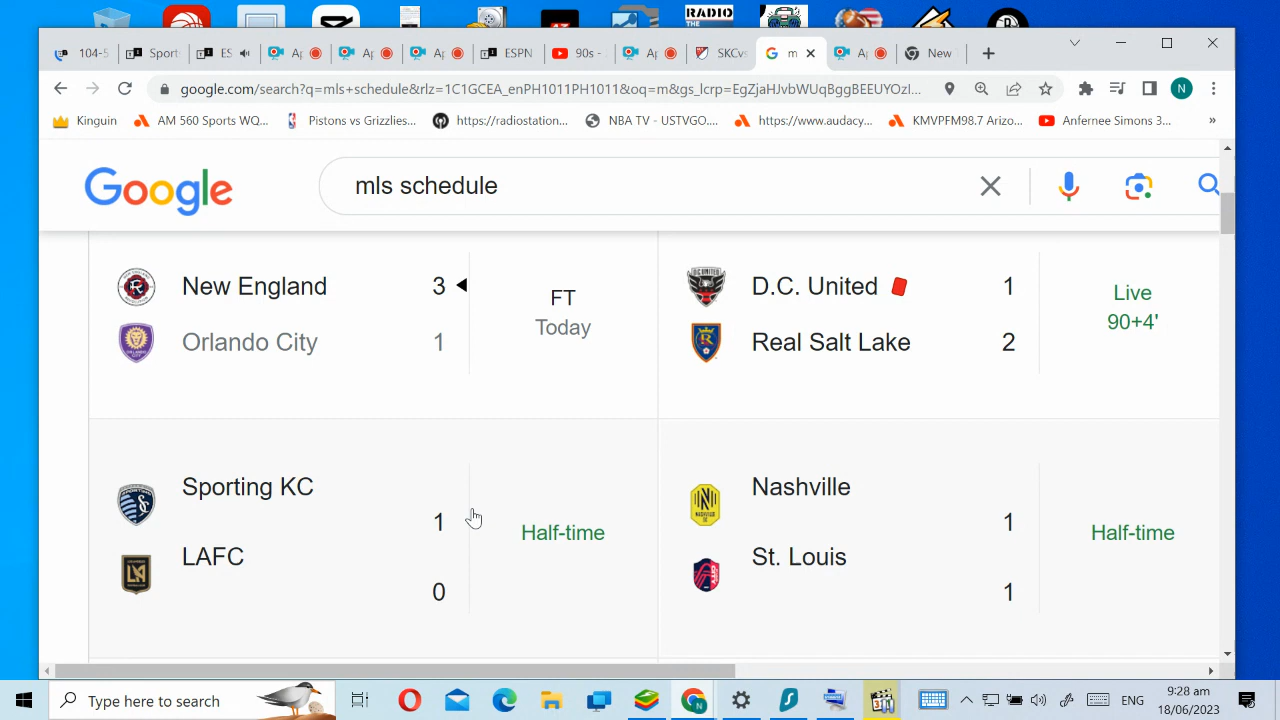 RADIO
THE
104-5
Sport
ES
Ap
Ap
Ap
ESPN
90s -
Ap
SKCvs
m
Ap
New
google.com/search?q=mls+schedule&rlz=1C1GCEA_enPH1011PH1011&oq=m&gs_lcrp=EgZjaHJvbWUqBggBEEUYOzI...
N
Kinguin
AM 560 Sports WQ...
Pistons vs Grizzlies...
https://radiostation...
NBA TV - USTVGO....
https://www.audacy...
KMVPFM98.7 Arizo...
Anfernee Simons 3...
»
Google
mls schedule
New England 3
Orlando City 1
FT
Today
D.C. United 1
Real Salt Lake 2
Live
90+4'
Sporting KC
1
LAFC
0
Half-time
Nashville
1
St. Louis
1
Half-time
Type here to search
ENG
9:28 am
18/06/2023